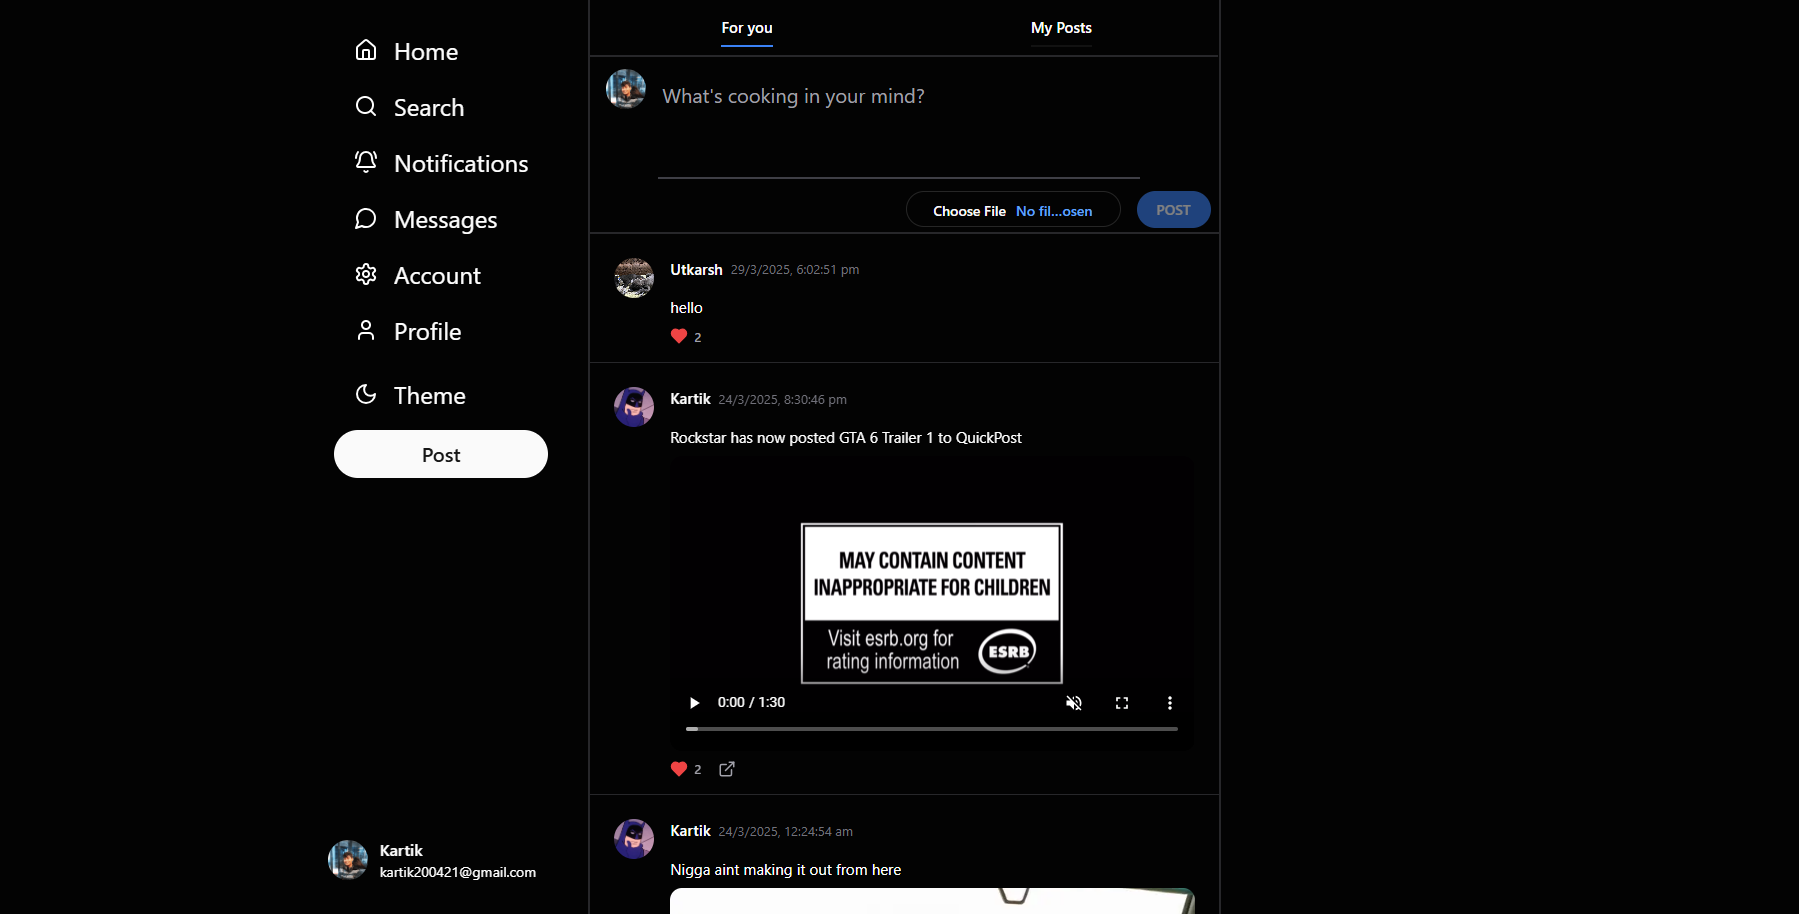 Home
Search
Notifications
Messages
Account
Profile
Theme
Post
Kartik
kartik200421@gmail.com
For you
My Posts
What's cooking in your mind?
Choose File No fil...osen
POST
Utkarsh 29/3/2025, 6:02:51 pm
hello
2
Kartik 24/3/2025, 8:30:46 pm
Rockstar has now posted GTA 6 Trailer 1 to QuickPost
MAY CONTAIN CONTENT
INAPPROPRIATE FOR CHILDREN
Visit esrb.org for
rating information
ESRB
0:00 / 1:30
2
Kartik 24/3/2025, 12:24:54 am
Nigga aint making it out from here